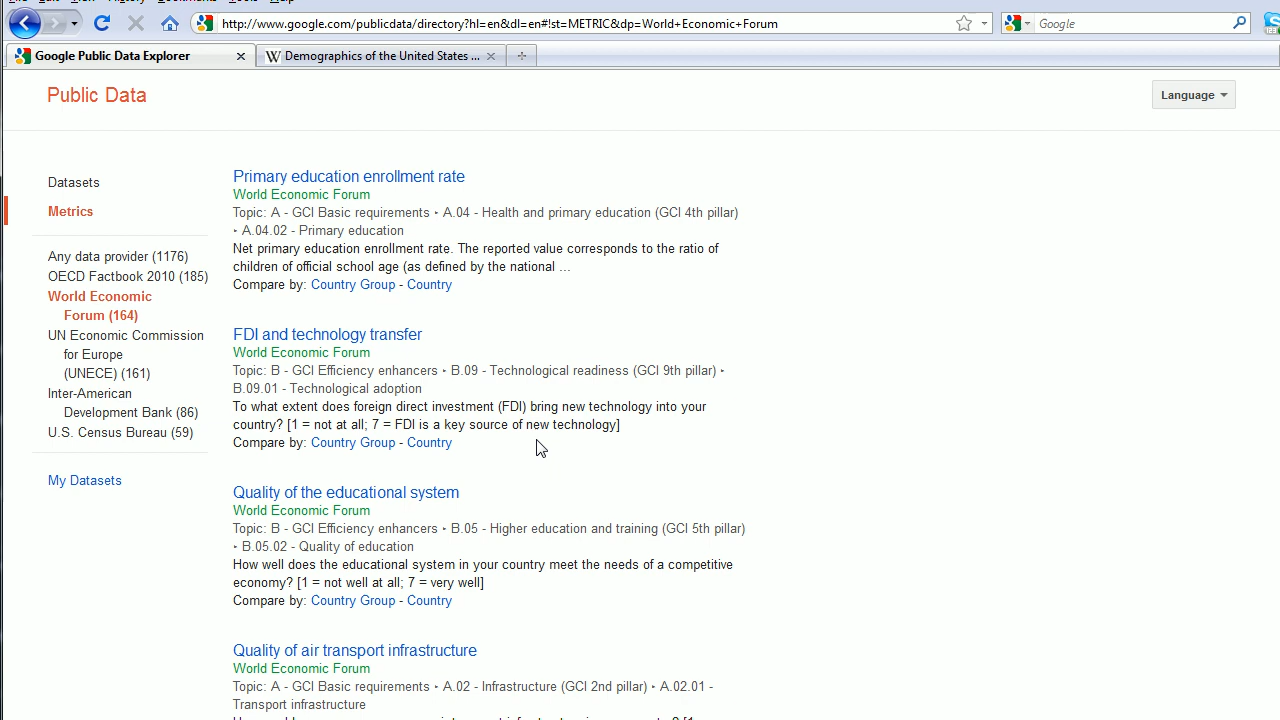 http://www.google.com/publicdata/directory?hl=en&dl=en#!st=METRIC&dp=World+Economic+Forum
Google
Google Public Data Explorer
Demographics of the United States ...
Public Data
Language
Datasets
Metrics
Any data provider (1176)
OECD Factbook 2010 (185)
World Economic
Forum (164)
UN Economic Commission
for Europe
(UNECE) (161)
Inter-American
Development Bank (86)
U.S. Census Bureau (59)
My Datasets
Primary education enrollment rate
World Economic Forum
Topic: A - GCI Basic requirements ‣ A.04 - Health and primary education (GCI 4th pillar)
‣ A.04.02 - Primary education
Net primary education enrollment rate. The reported value corresponds to the ratio of
children of official school age (as defined by the national ...
Compare by: Country Group - Country
FDI and technology transfer
World Economic Forum
Topic: B - GCI Efficiency enhancers ‣ B.09 - Technological readiness (GCI 9th pillar) ‣
B.09.01 - Technological adoption
To what extent does foreign direct investment (FDI) bring new technology into your
country? [1 = not at all; 7 = FDI is a key source of new technology]
Compare by: Country Group - Country
Quality of the educational system
World Economic Forum
Topic: B - GCI Efficiency enhancers ‣ B.05 - Higher education and training (GCI 5th pillar)
‣ B.05.02 - Quality of education
How well does the educational system in your country meet the needs of a competitive
economy? [1 = not well at all; 7 = very well]
Compare by: Country Group - Country
Quality of air transport infrastructure
World Economic Forum
Topic: A - GCI Basic requirements ‣ A.02 - Infrastructure (GCI 2nd pillar) ‣ A.02.01 -
Transport infrastructure